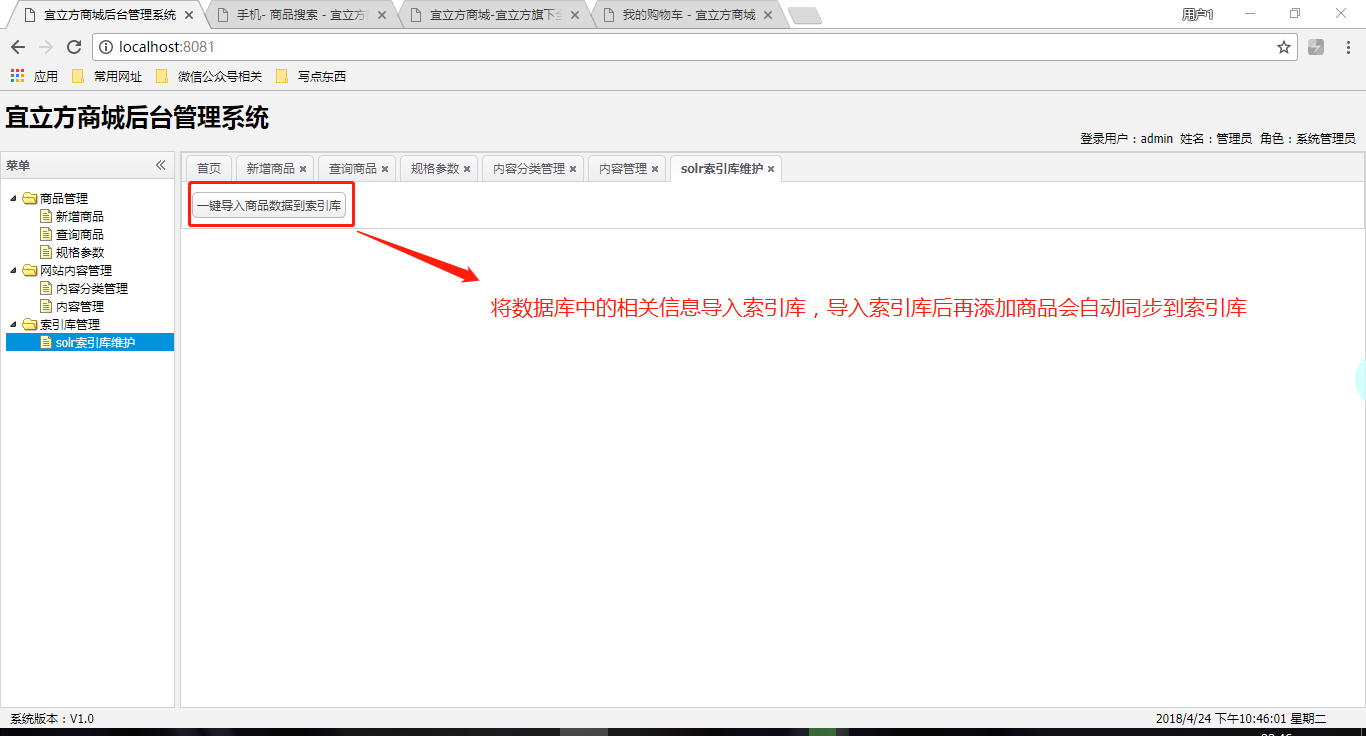 宜立方商城后台管理系统
手机- 商品搜索 - 宜立方
宜立方商城-宜立方旗下
我的购物车 - 宜立方商城
用户1
localhost:8081
应用
常用网址
微信公众号相关
写点东西
宜立方商城后台管理系统
登录用户：admin 姓名：管理员 角色：系统管理员
菜单
首页
新增商品
查询商品
规格参数
内容分类管理
内容管理
solr索引库维护
商品管理
新增商品
查询商品
规格参数
网站内容管理
内容分类管理
内容管理
索引库管理
solr索引库维护
一键导入商品数据到索引库
将数据库中的相关信息导入索引库，导入索引库后再添加商品会自动同步到索引库
系统版本：V1.0
2018/4/24 下午10:46:01 星期二